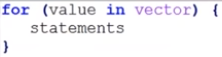 for (value in vector) {
    statements
}